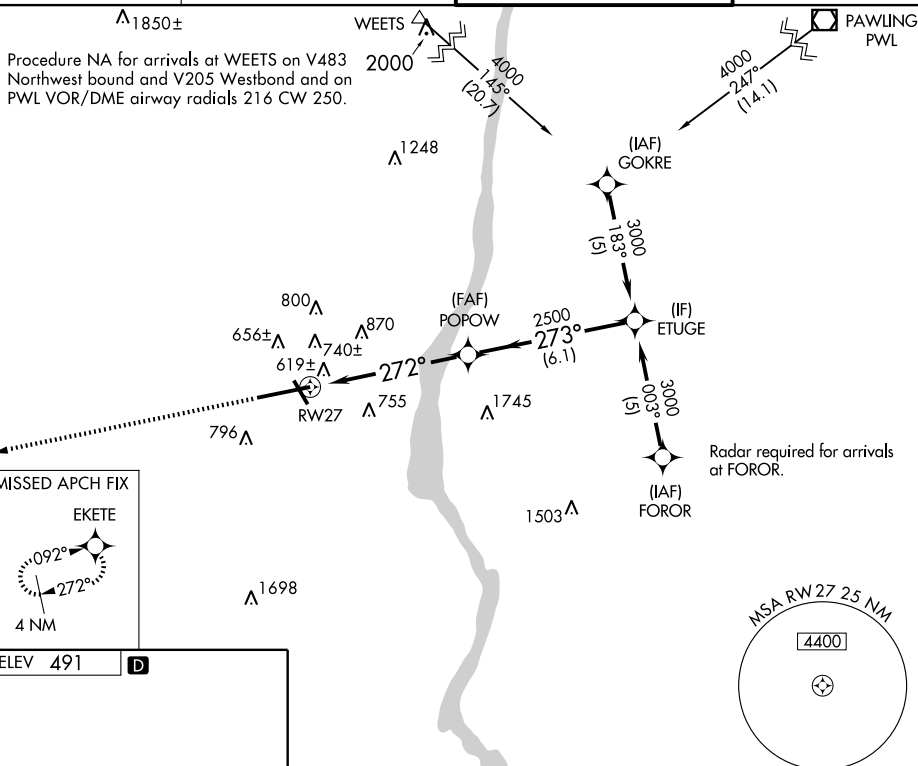 1850±
WEETS
PAWLING
PWL
Procedure NA for arrivals at WEETS on V483
Northwest bound and V205 Westbond and on
PWL VOR/DME airway radials 216 CW 250.
2000
4000
145°
(20.7)
4000
247°
(14.1)
1248
(IAF)
GOKRE
3000
183°
(5)
800
(FAF)
POPOW
2500
273°
(6.1)
(IF)
ETUGE
656±
870
740±
619±
272°
RW27
755
1745
796
3000
003°
(5)
Radar required for arrivals
at FOROR.
(IAF)
FOROR
MISSED APCH FIX
EKETE
092°
272°
4 NM
1503
1698
MSA RW27 25 NM
4400
ELEV 491
D